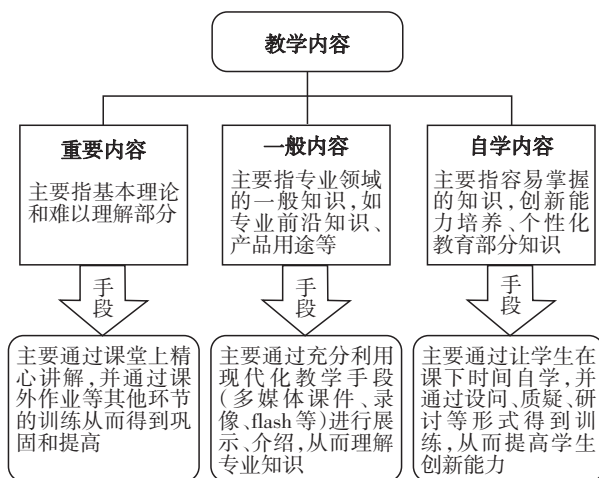 教学内容
重要内容
主要指基本理论
和难以理解部分
一般内容
主要指专业领域
的一般知识,如
专业前沿知识、
产品用途等
自学内容
主要指容易掌握
的知识,创新能
力培养、个性化
教育部分知识
手
段
手
段
手
段
主要通过课堂上精
心讲解,并通过课
外作业等其他环节
的训练从而得到巩
固和提高
主要通过充分利用
现代化教学手段
(多媒体课件、录
像、flash等)进行展
示、介绍,从而理解
专业知识
主要通过让学生在
课下时间自学,并
通过设问、质疑、研
讨等形式得到训
练,从而提高学生
创新能力